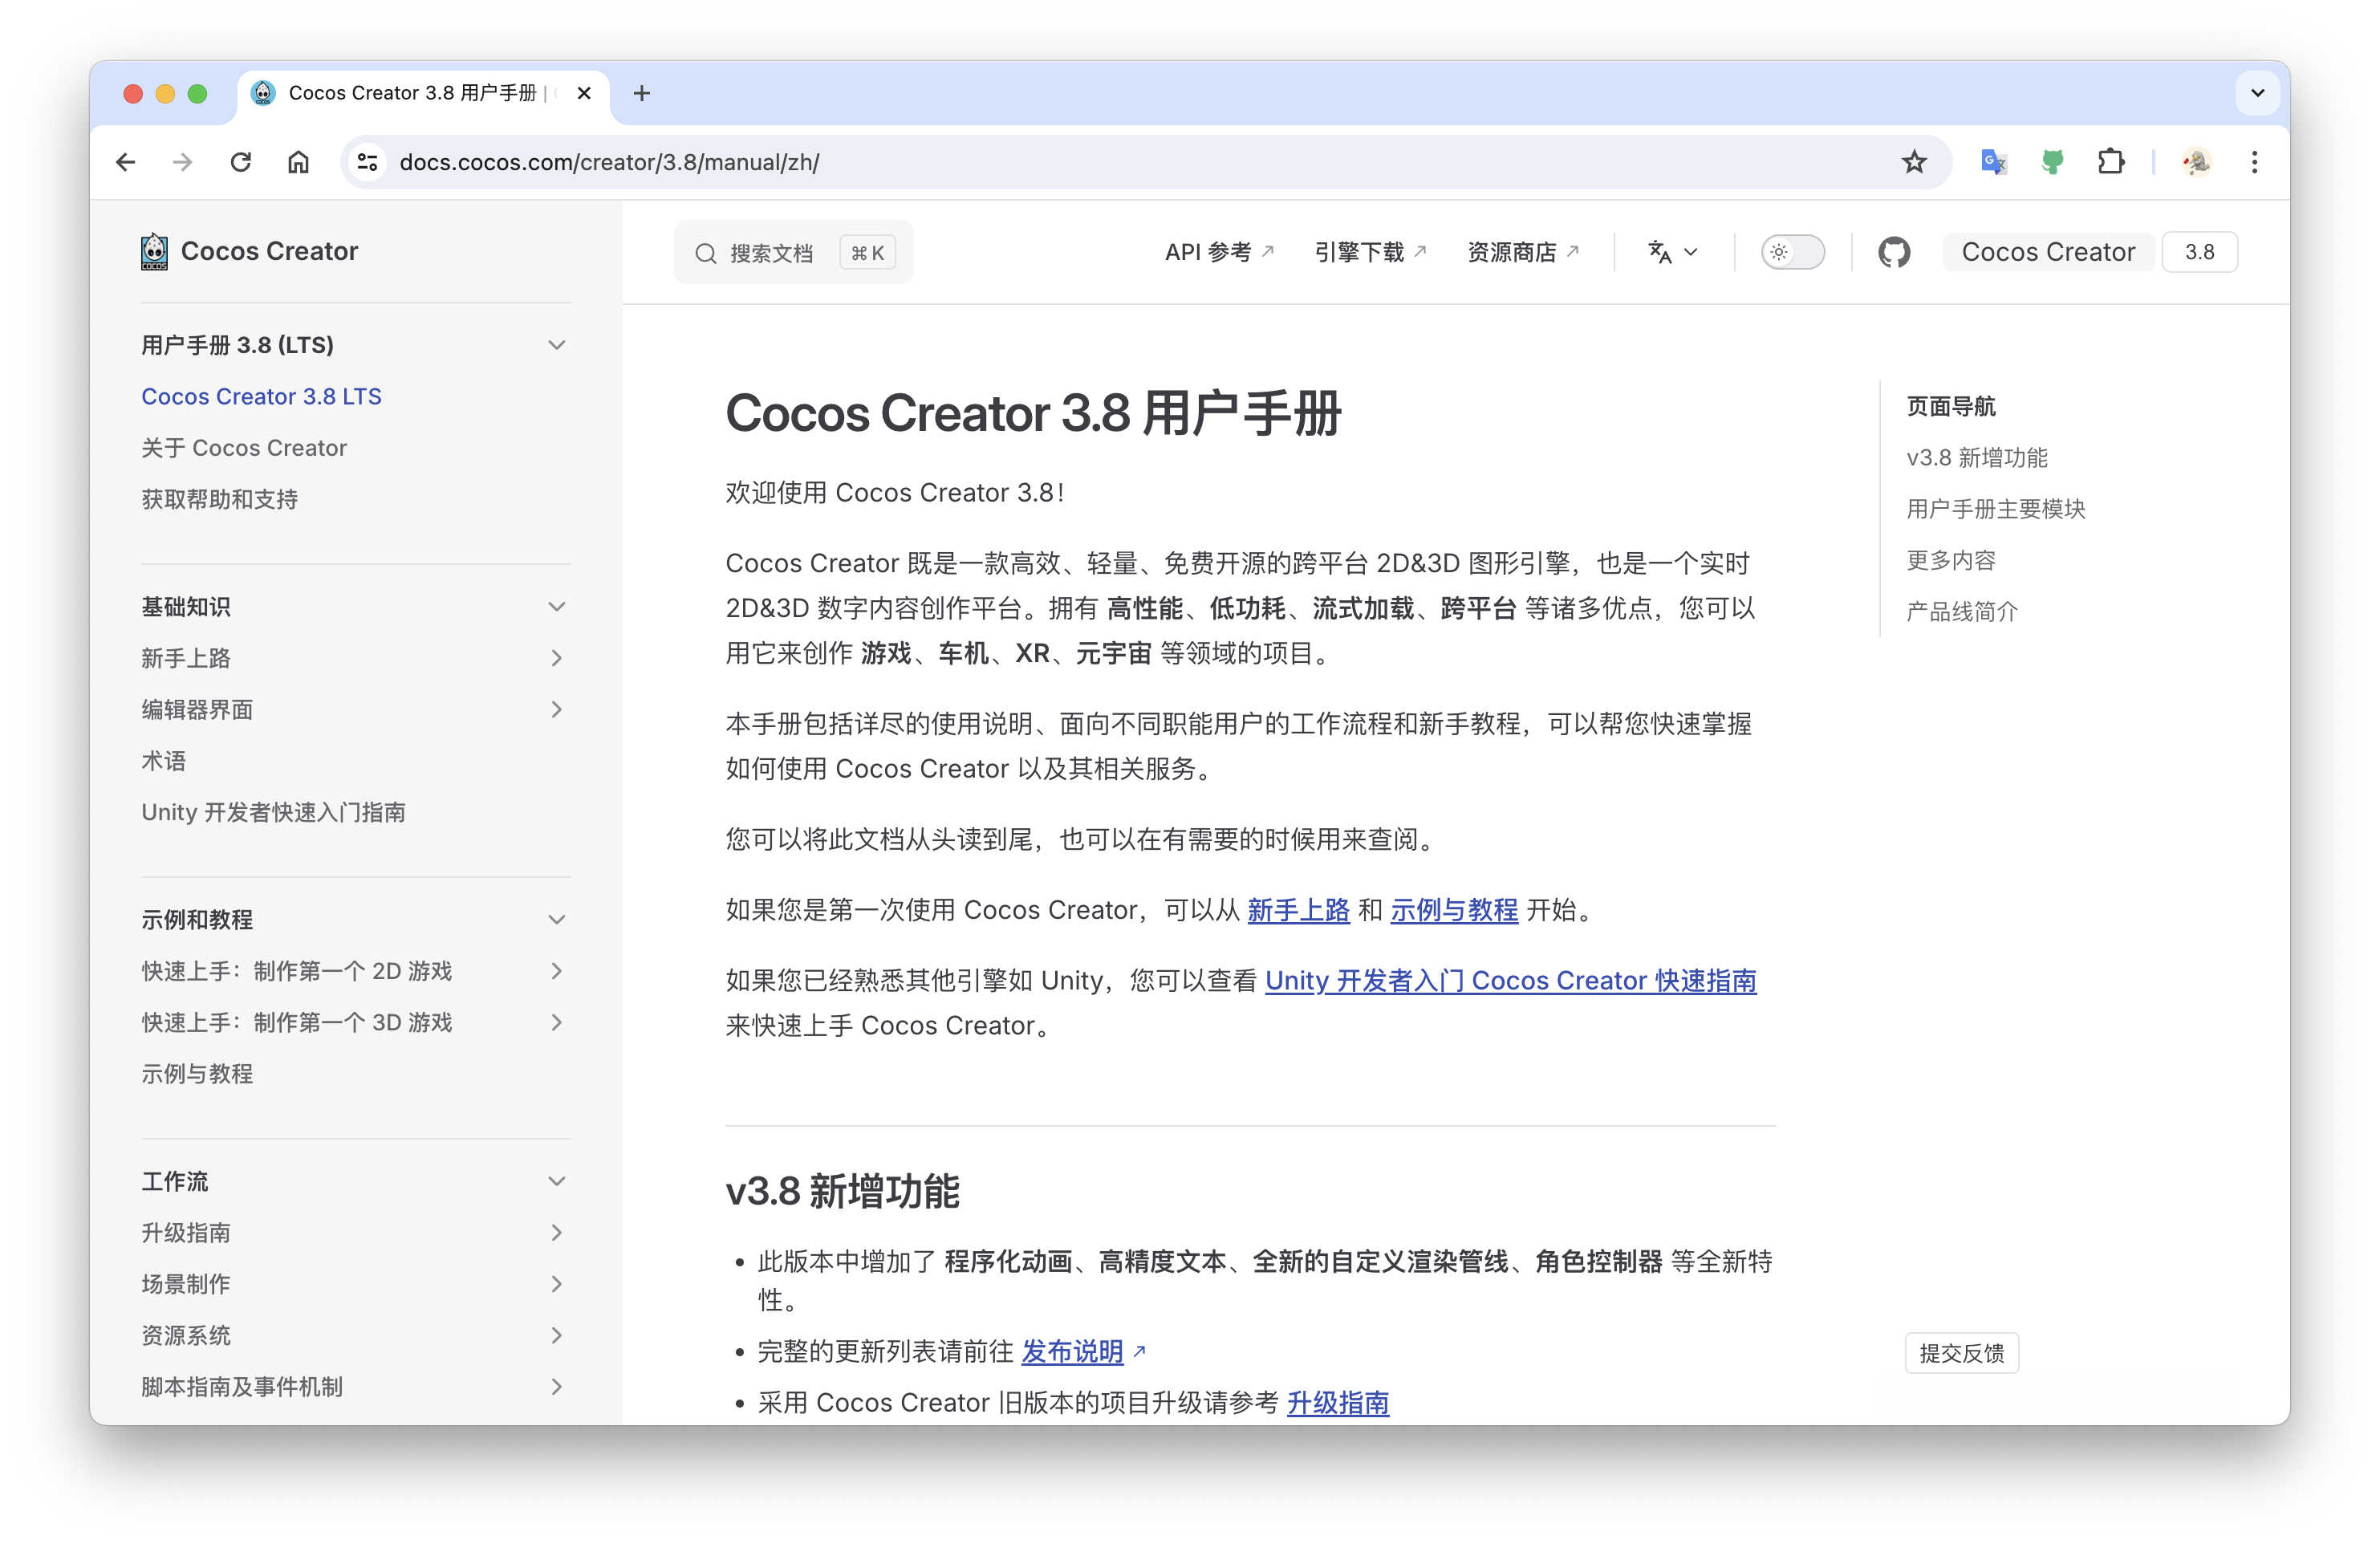 Cocos Creator 3.8 用户手册 |
docs.cocos.com/creator/3.8/manual/zh/
COCOS
Cocos Creator
搜索文档 ⌘ K
API 参考 ↗
引擎下载 ↗
资源商店 ↗
Cocos Creator
3.8
用户手册 3.8 (LTS)
Cocos Creator 3.8 LTS
关于 Cocos Creator
获取帮助和支持
基础知识
新手上路
编辑器界面
术语
Unity 开发者快速入门指南
示例和教程
快速上手：制作第一个 2D 游戏
快速上手：制作第一个 3D 游戏
示例与教程
工作流
升级指南
场景制作
资源系统
脚本指南及事件机制
Cocos Creator 3.8 用户手册
欢迎使用 Cocos Creator 3.8！
Cocos Creator 既是一款高效、轻量、免费开源的跨平台 2D&3D 图形引擎，也是一个实时
2D&3D 数字内容创作平台。拥有 高性能、低功耗、流式加载、跨平台 等诸多优点，您可以
用它来创作 游戏、车机、XR、元宇宙 等领域的项目。
本手册包括详尽的使用说明、面向不同职能用户的工作流程和新手教程，可以帮您快速掌握
如何使用 Cocos Creator 以及其相关服务。
您可以将此文档从头读到尾，也可以在有需要的时候用来查阅。
如果您是第一次使用 Cocos Creator，可以从 新手上路 和 示例与教程 开始。
如果您已经熟悉其他引擎如 Unity，您可以查看 Unity 开发者入门 Cocos Creator 快速指南
来快速上手 Cocos Creator。
v3.8 新增功能
• 此版本中增加了 程序化动画、高精度文本、全新的自定义渲染管线、角色控制器 等全新特
性。
• 完整的更新列表请前往 发布说明 ↗
• 采用 Cocos Creator 旧版本的项目升级请参考 升级指南
页面导航
v3.8 新增功能
用户手册主要模块
更多内容
产品线简介
提交反馈